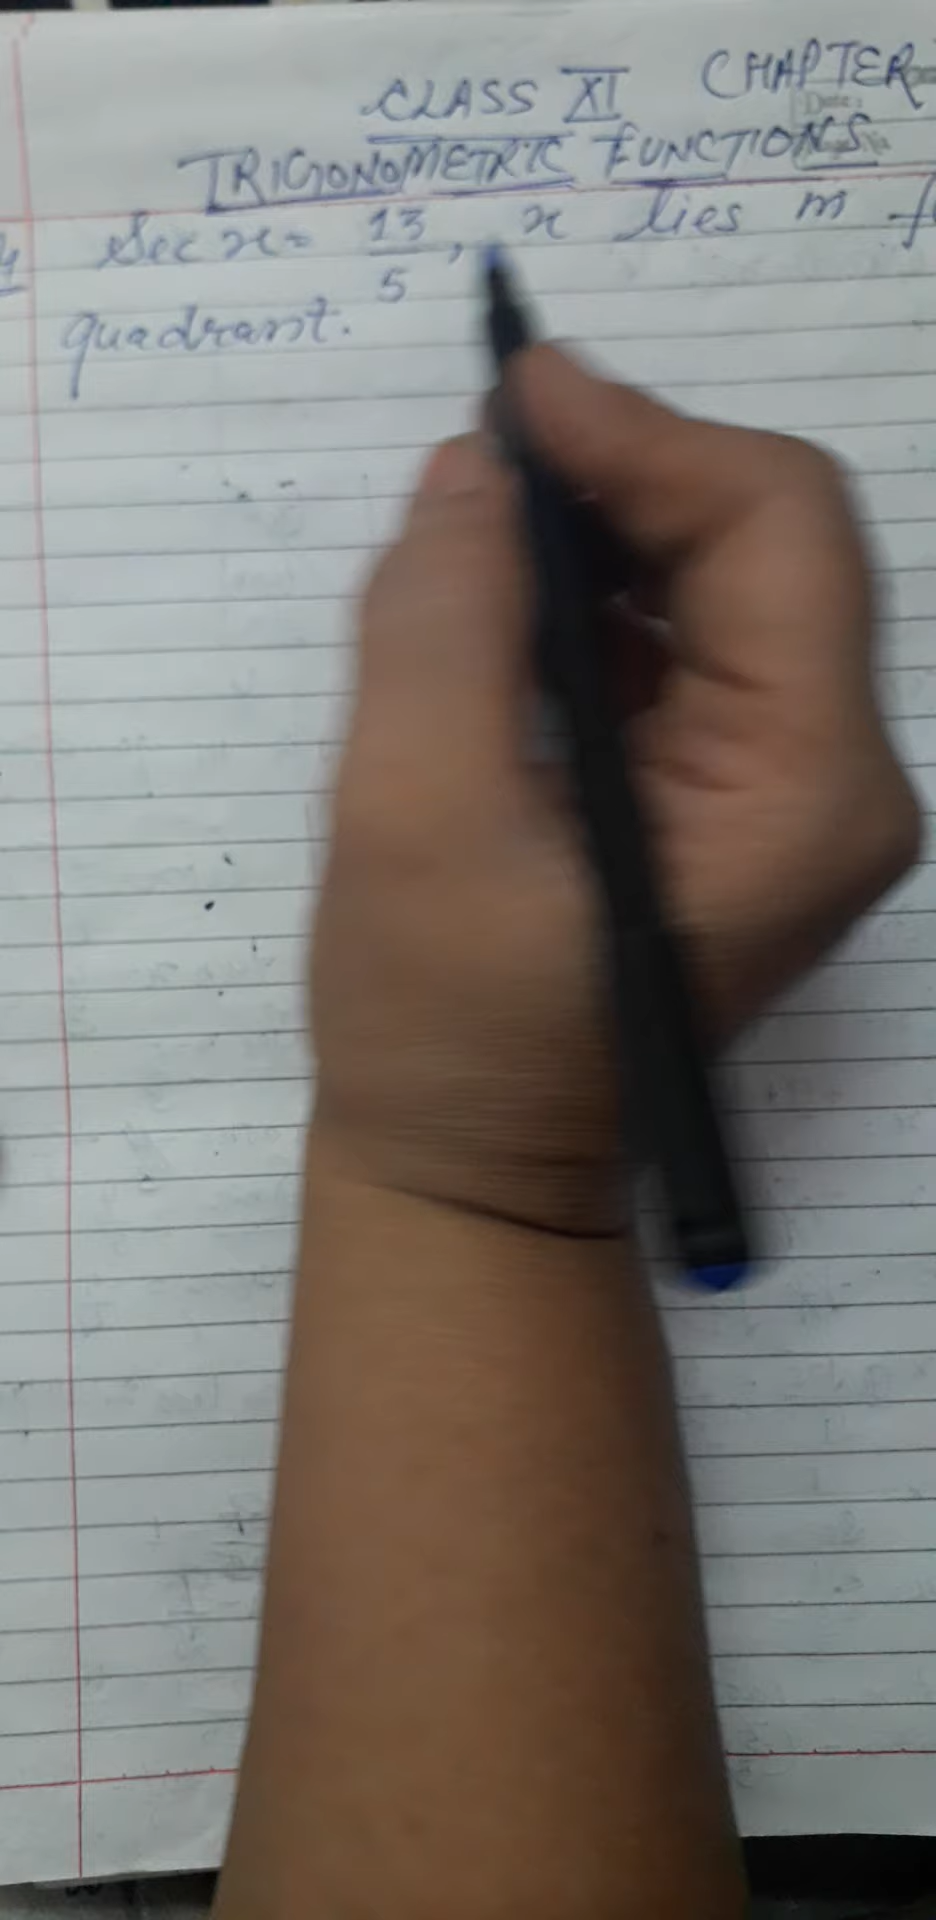 CLASS XI CHAPTER
TRIGONOMETRIC FUNCTIONS
Sec x = 13/5, x lies in
quadrant.